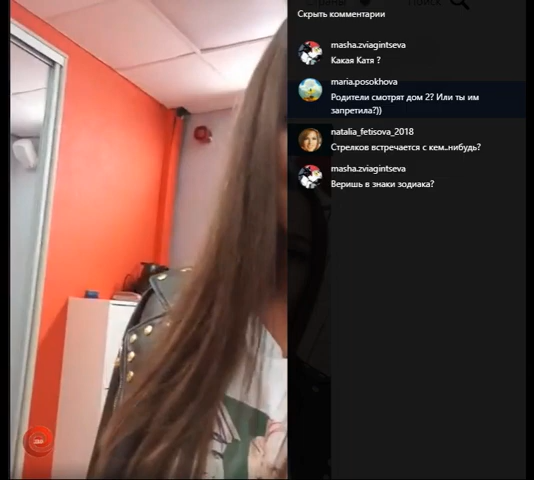 Скрыть комментарии
masha.zviagintseva
Какая Катя ?
maria.posokhova
Родители смотрят дом 2? Или ты им
запретила?))
natalia_fetisova_2018
Стрелков встречается с кем-нибудь?
masha.zviagintseva
Веришь в знаки зодиака?